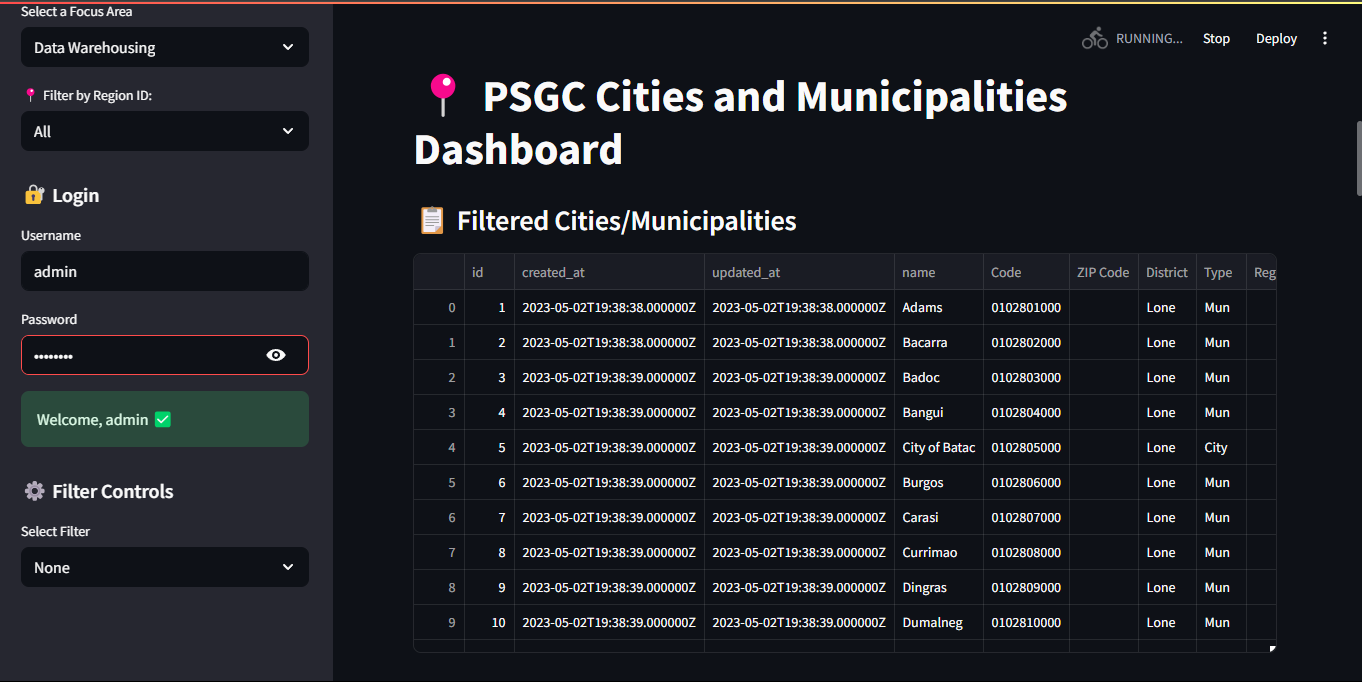 Select a Focus Area
Data Warehousing
Filter by Region ID:
All
Login
Username
admin
Password
••••••••
Welcome, admin
Filter Controls
Select Filter
None
RUNNING... Stop Deploy
PSGC Cities and Municipalities
Dashboard
Filtered Cities/Municipalities
id created_at updated_at name Code ZIP Code District Type Reg
0 1 2023-05-02T19:38:38.000000Z 2023-05-02T19:38:38.000000Z Adams 0102801000 Lone Mun
1 2 2023-05-02T19:38:38.000000Z 2023-05-02T19:38:38.000000Z Bacarra 0102802000 Lone Mun
2 3 2023-05-02T19:38:39.000000Z 2023-05-02T19:38:39.000000Z Badoc 0102803000 Lone Mun
3 4 2023-05-02T19:38:39.000000Z 2023-05-02T19:38:39.000000Z Bangui 0102804000 Lone Mun
4 5 2023-05-02T19:38:39.000000Z 2023-05-02T19:38:39.000000Z City of Batac 0102805000 Lone City
5 6 2023-05-02T19:38:39.000000Z 2023-05-02T19:38:39.000000Z Burgos 0102806000 Lone Mun
6 7 2023-05-02T19:38:39.000000Z 2023-05-02T19:38:39.000000Z Carasi 0102807000 Lone Mun
7 8 2023-05-02T19:38:39.000000Z 2023-05-02T19:38:39.000000Z Currimao 0102808000 Lone Mun
8 9 2023-05-02T19:38:39.000000Z 2023-05-02T19:38:39.000000Z Dingras 0102809000 Lone Mun
9 10 2023-05-02T19:38:39.000000Z 2023-05-02T19:38:39.000000Z Dumalneg 0102810000 Lone Mun